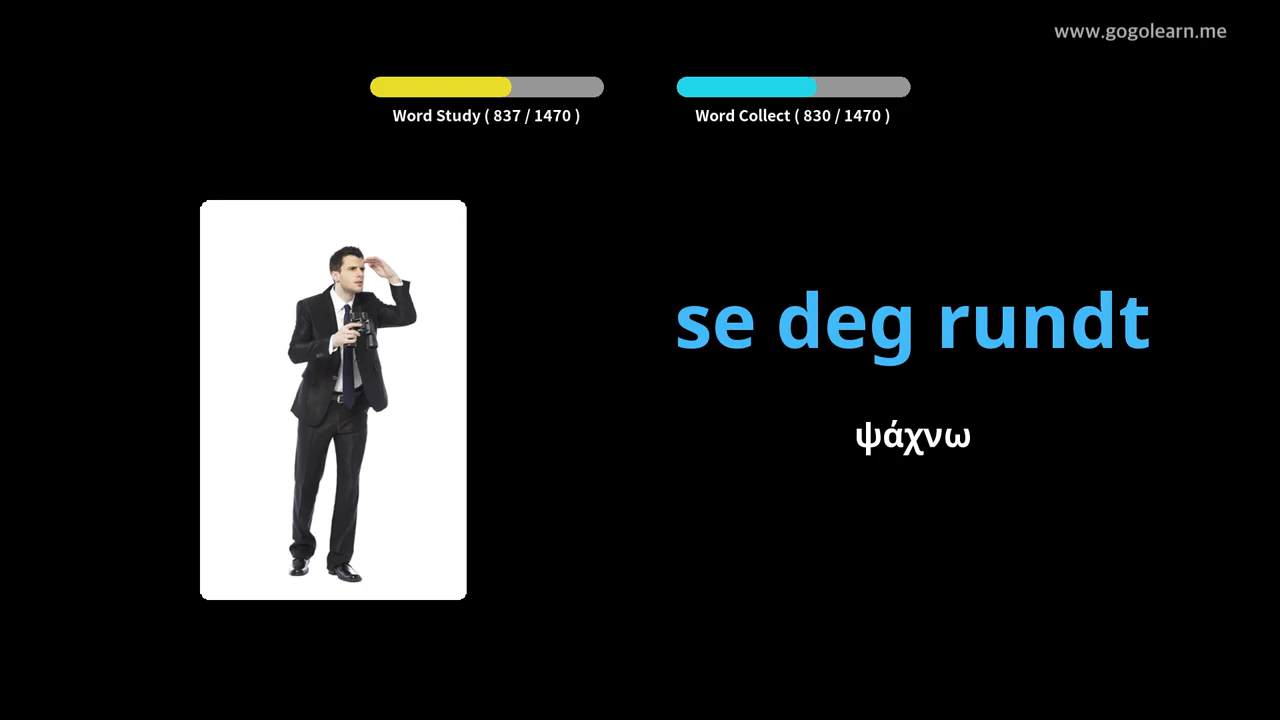 www.gogolearn.me
Word Study ( 837 / 1470 )
Word Collect ( 830 / 1470 )
se deg rundt
ψάχνω